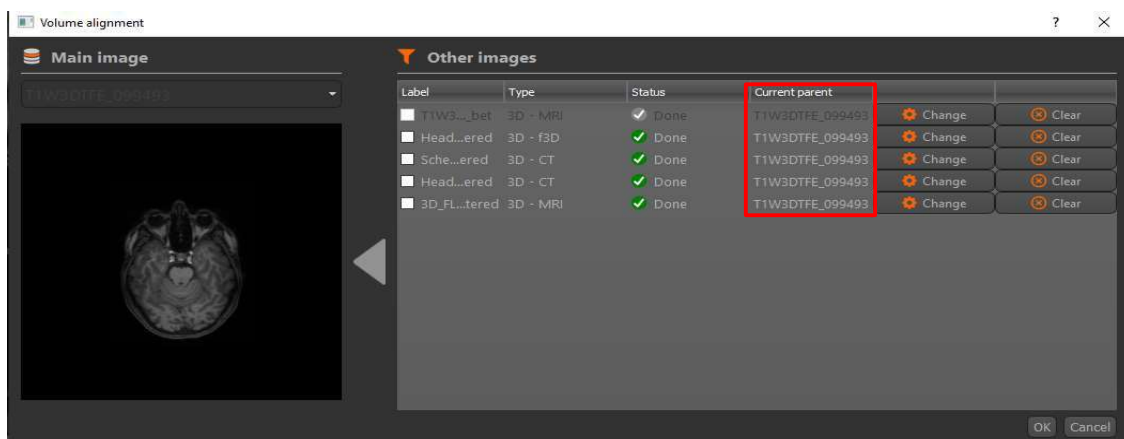 Volume alignment ? ×
Main image
Other images
T1W3DTFE_099493
Label Type Status Current parent
T1W3..._bet 3D - MRI Done T1W3DTFE_099493 Change Clear
Head...ered 3D - f3D Done T1W3DTFE_099493 Change Clear
Sche...ered 3D - CT Done T1W3DTFE_099493 Change Clear
Head...ered 3D - CT Done T1W3DTFE_099493 Change Clear
3D_FL...tered 3D - MRI Done T1W3DTFE_099493 Change Clear
OK Cancel